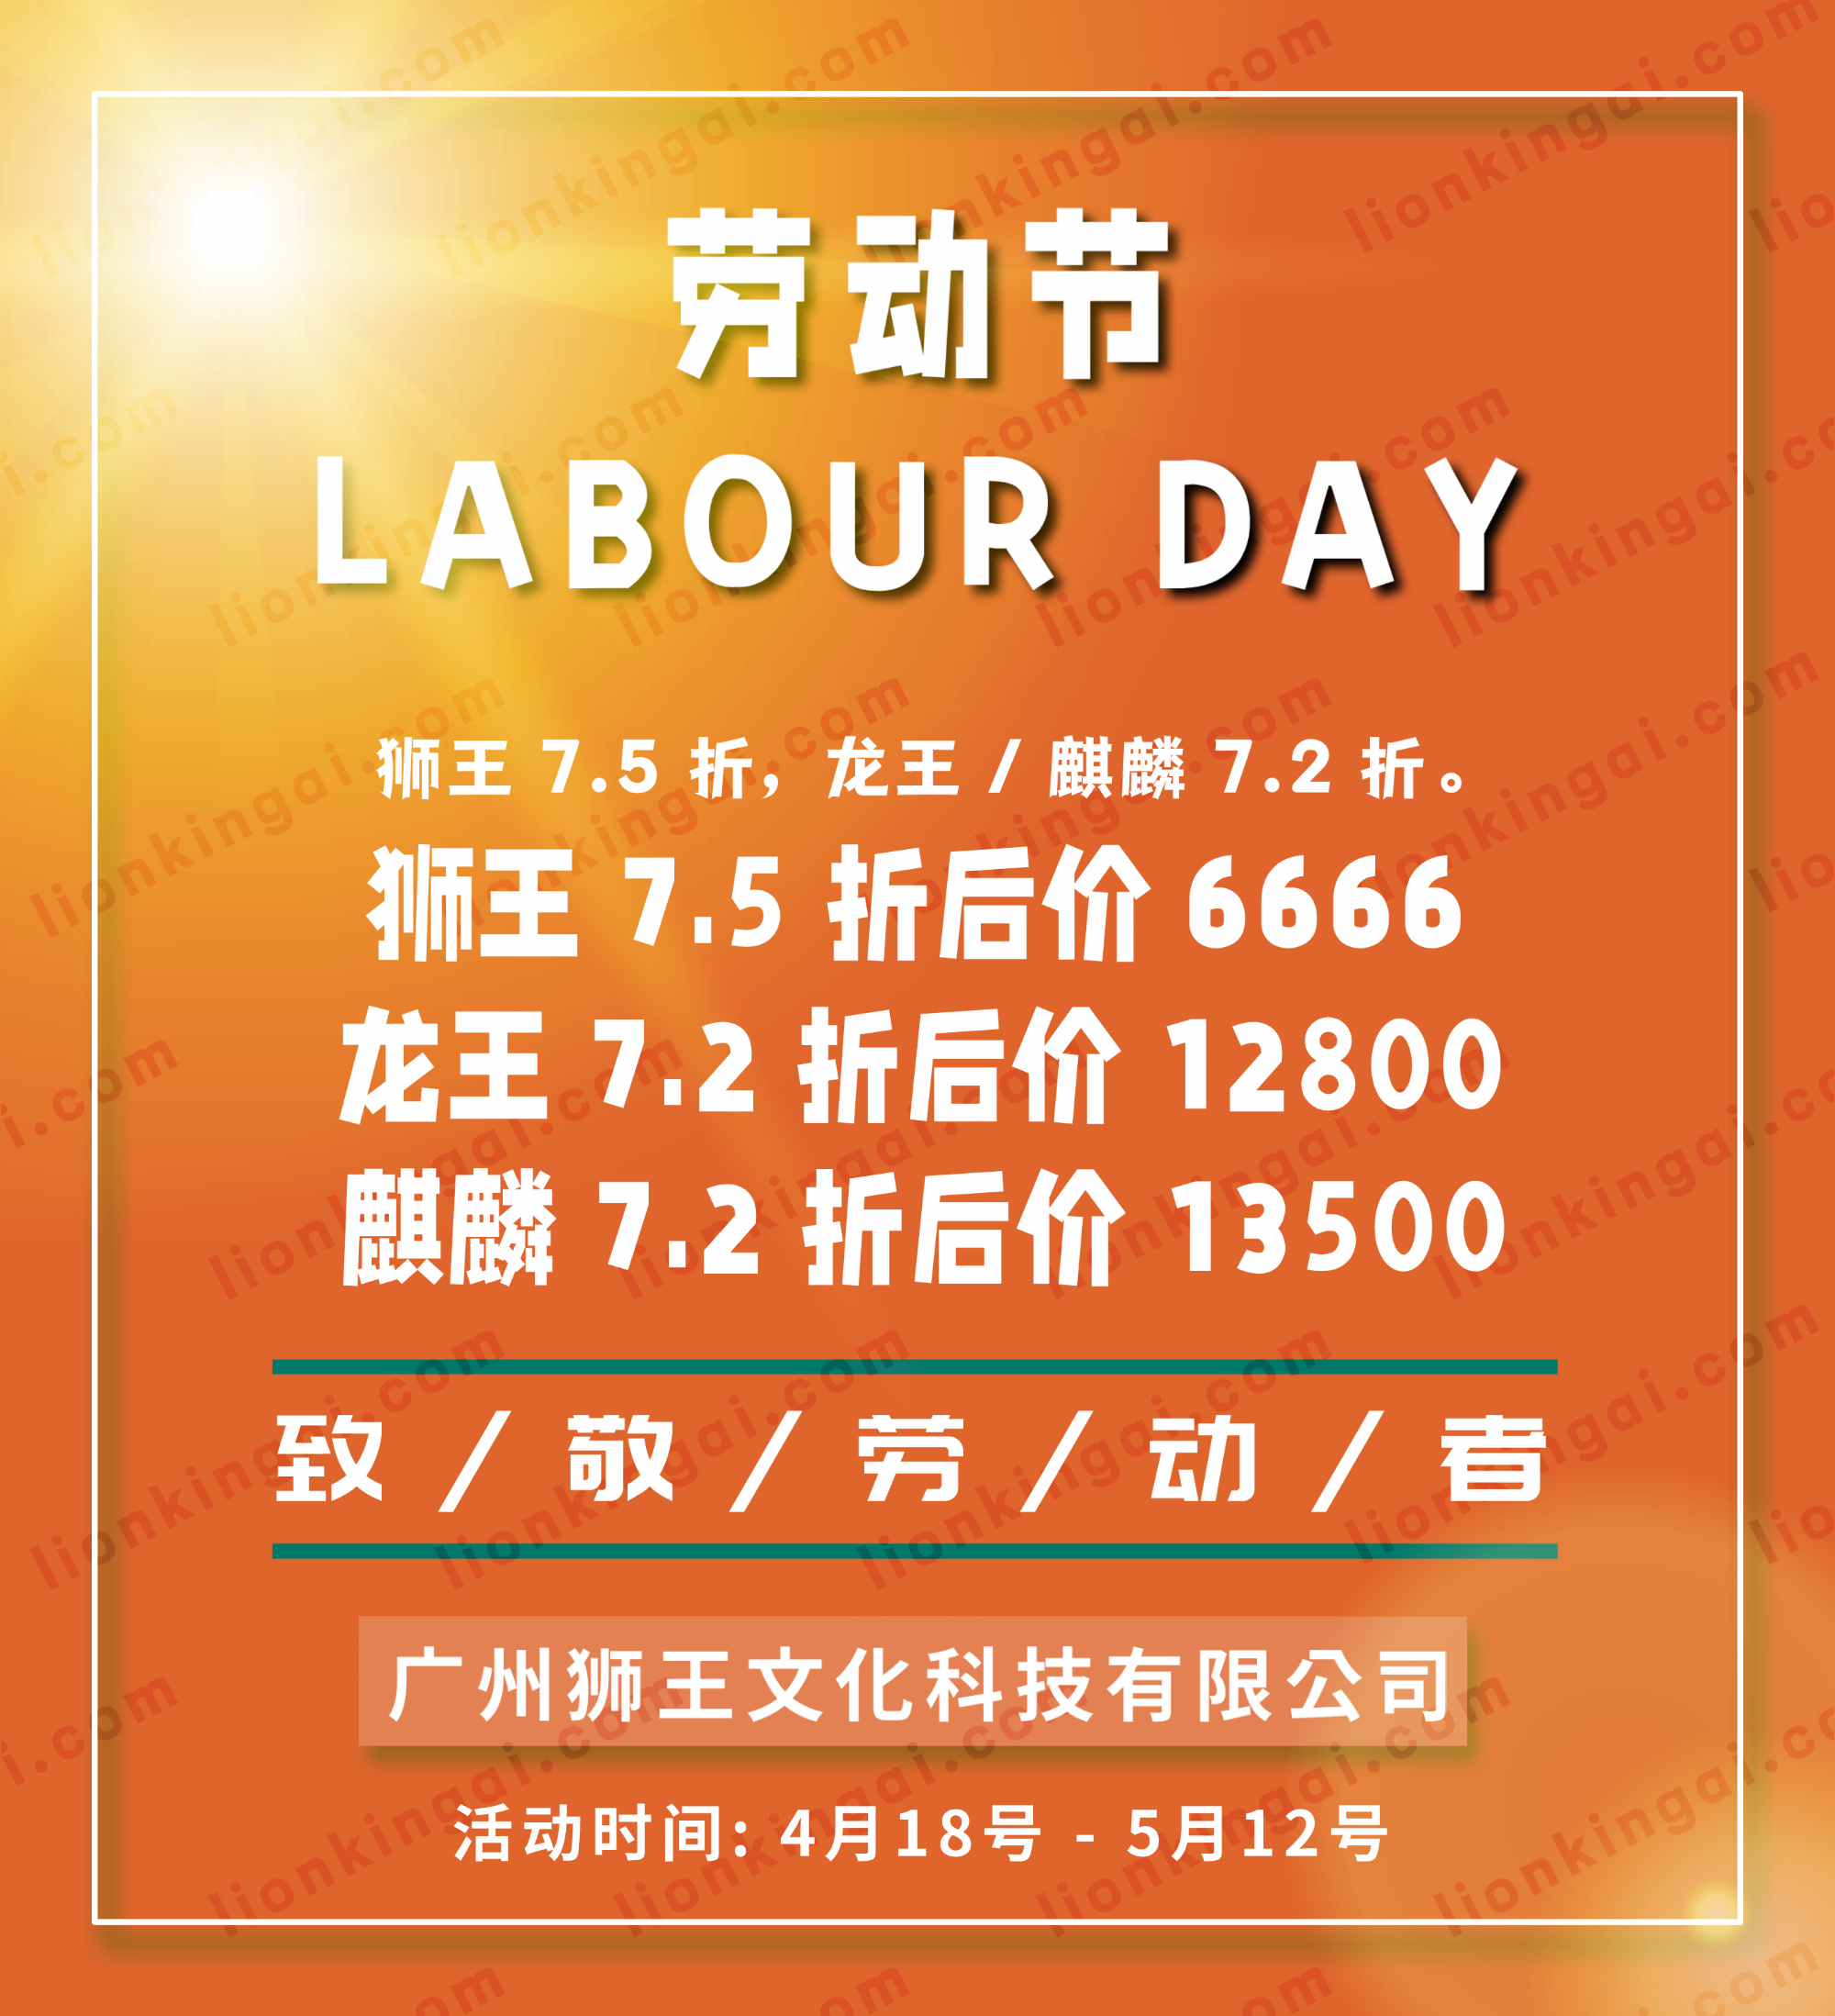 劳动节
LABOUR DAY
狮王 7.5 折，龙王 / 麒麟 7.2 折。
狮王 7.5 折后价 6666
龙王 7.2 折后价 12800
麒麟 7.2 折后价 13500
致 / 敬 / 劳 / 动 / 者
广州狮王文化科技有限公司
活动时间: 4月18号 - 5月12号
lionkingai.com